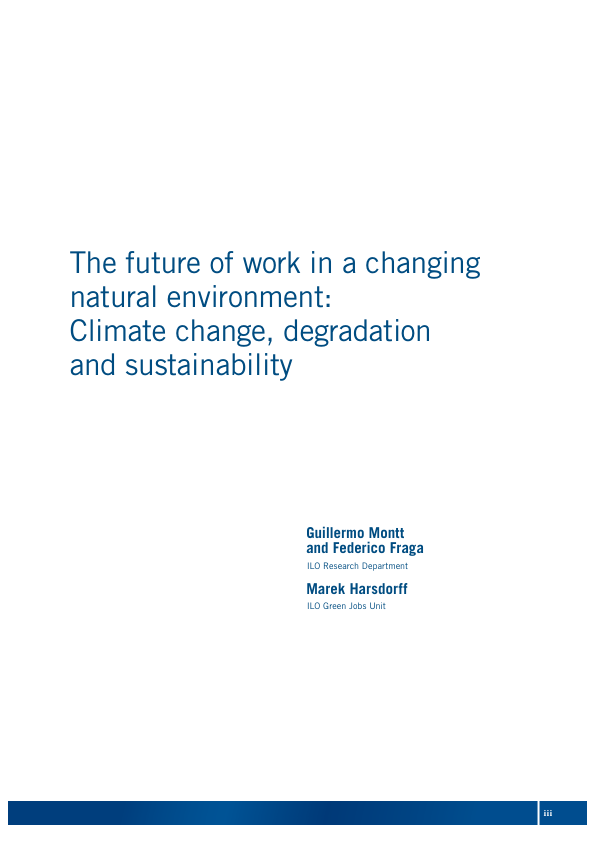 The future of work in a changing
natural environment:
Climate change, degradation
and sustainability
Guillermo Montt
and Federico Fraga
ILO Research Department
Marek Harsdorff
ILO Green Jobs Unit
iii